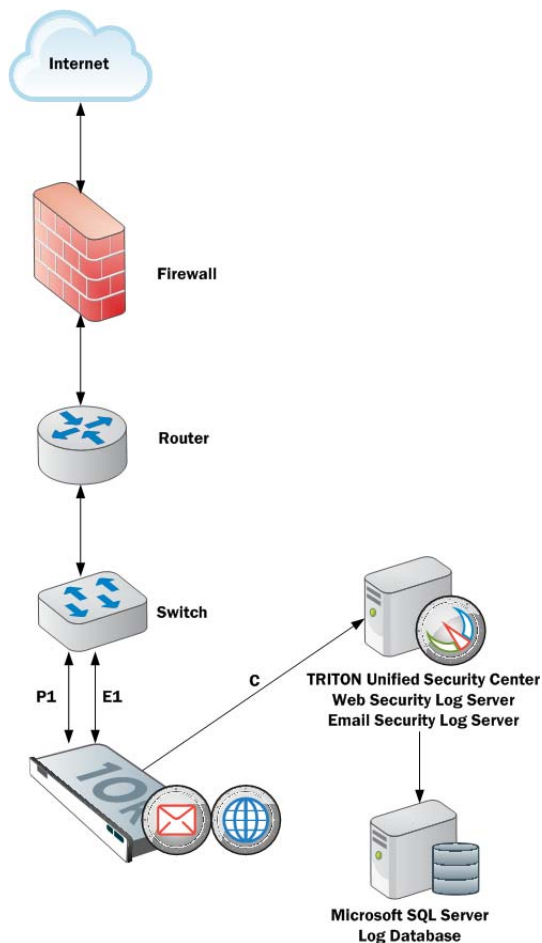 Internet
Firewall
Router
Switch
P1
E1
C
10K
TRITON Unified Security Center
Web Security Log Server
Email Security Log Server
Microsoft SQL Server
Log Database